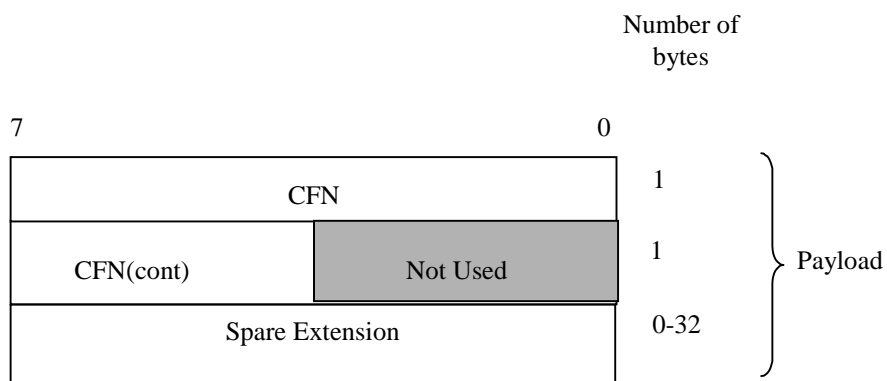 Number of
bytes
7 0
CFN 1
CFN(cont) Not Used 1
Payload
Spare Extension 0-32